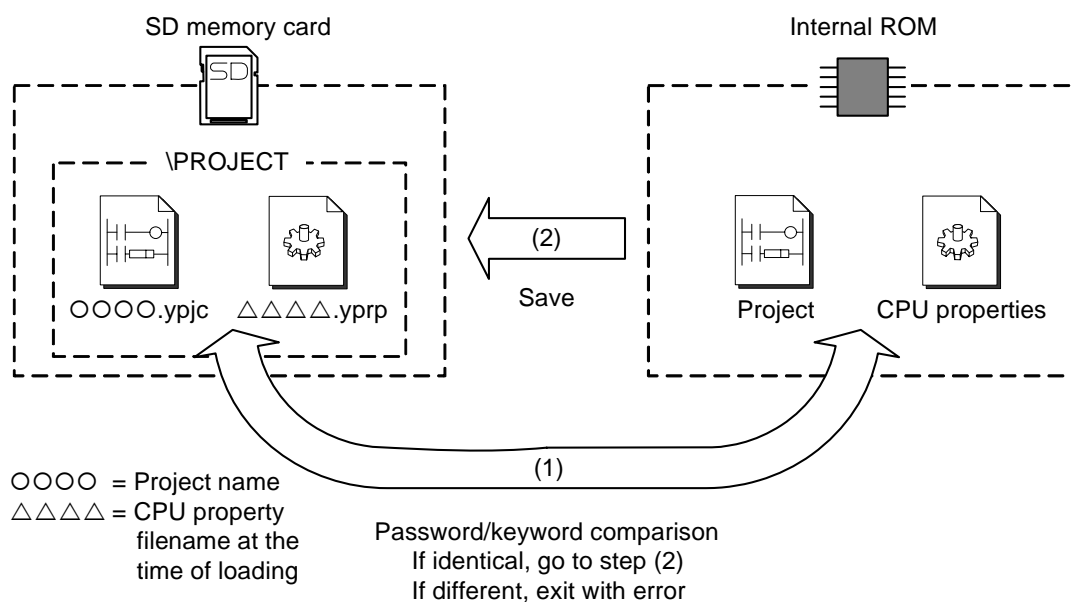 SD memory card
SD
Internal ROM
\PROJECT
○○○○.ypjc
△△△△.yprp
(2)
Save
Project
CPU properties
(1)
○○○○ = Project name
△△△△ = CPU property
filename at the
time of loading
Password/keyword comparison
If identical, go to step (2)
If different, exit with error